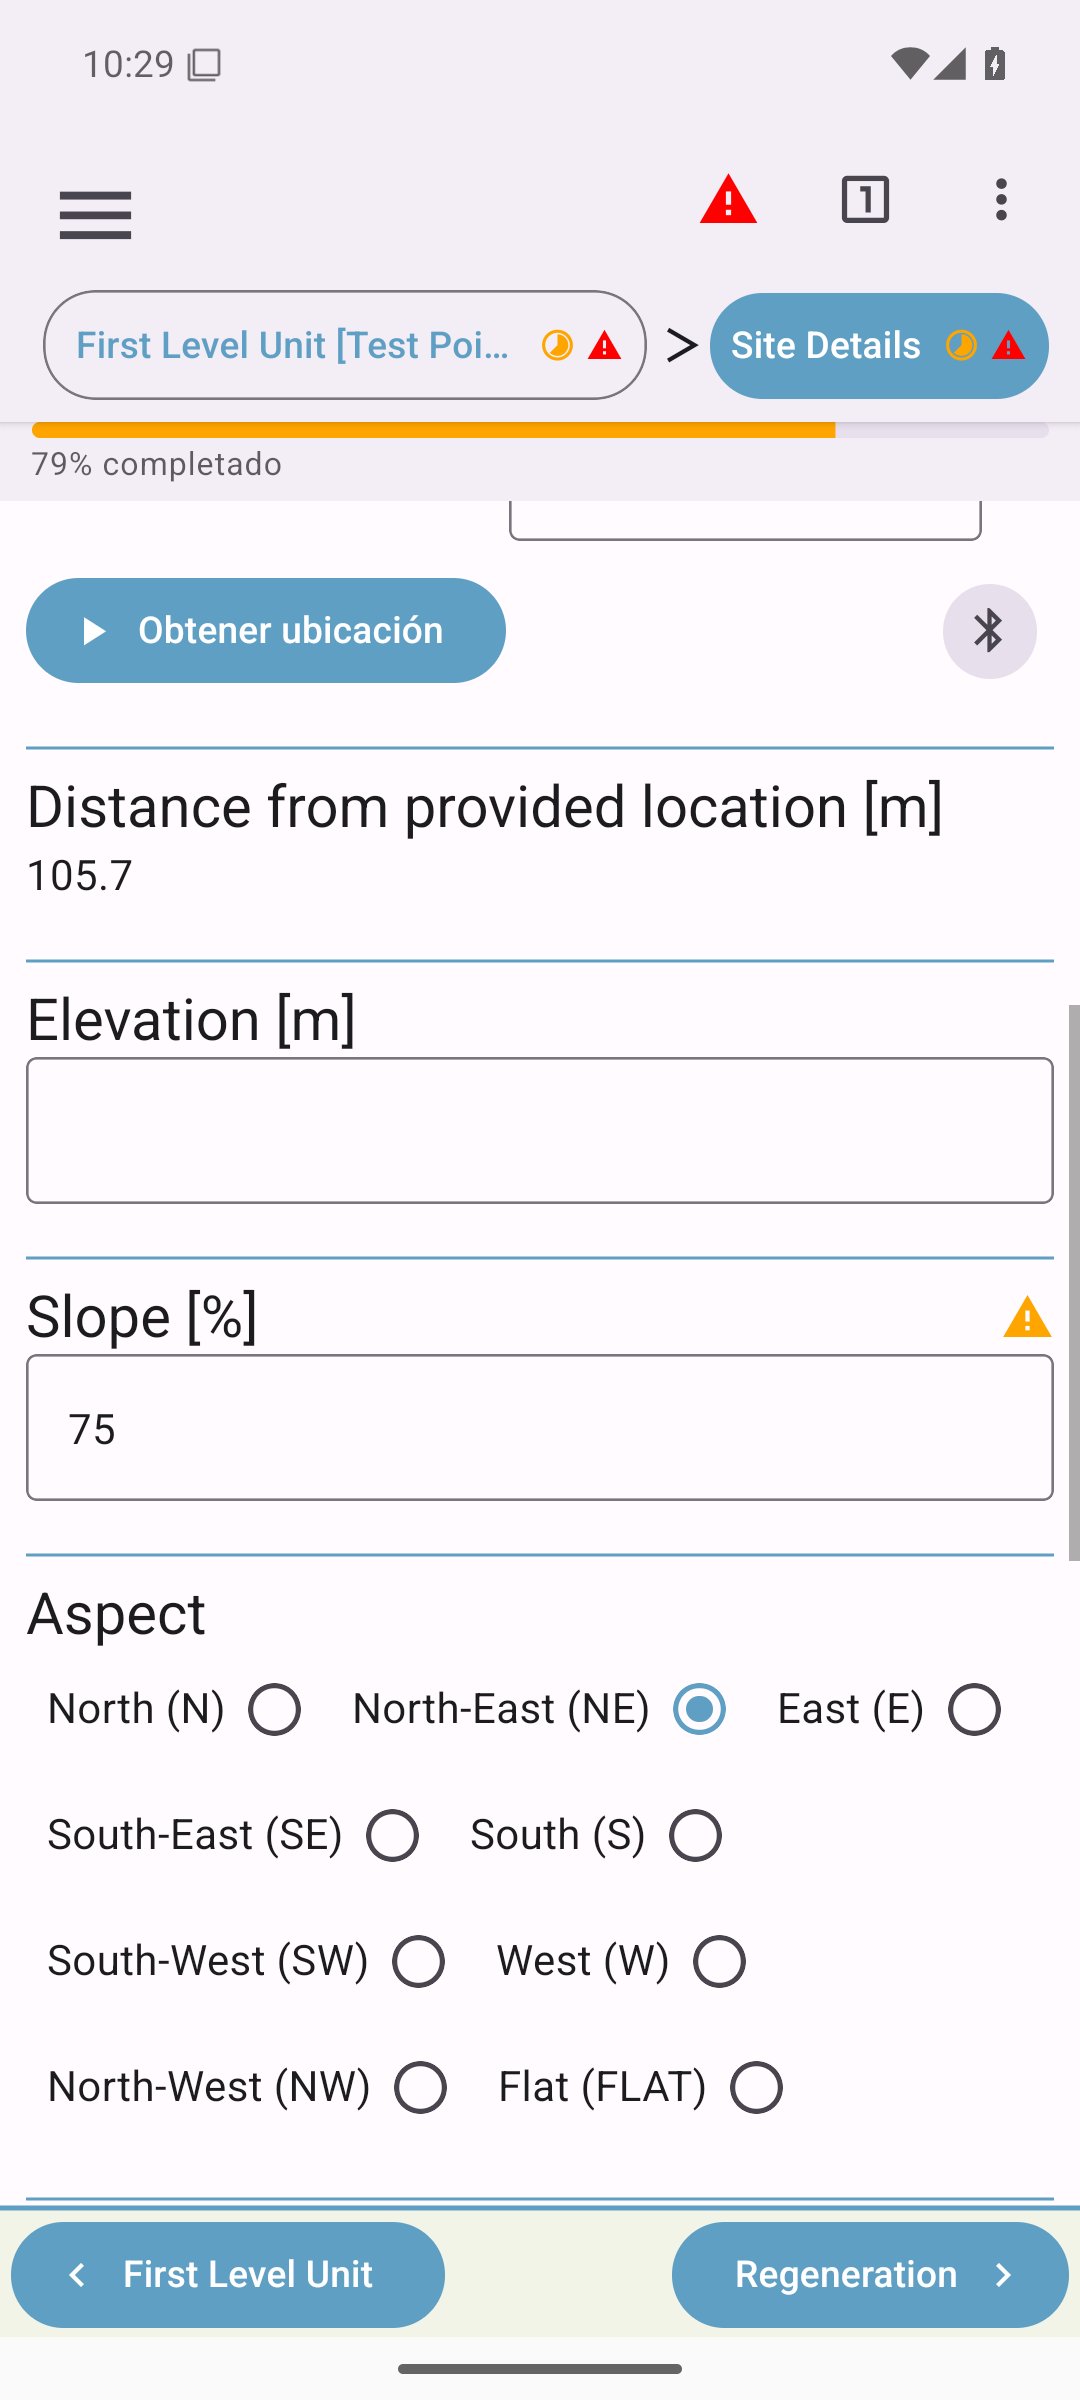 10:29
1
First Level Unit [Test Poi... > Site Details
79% completado
Obtener ubicación
Distance from provided location [m]
105.7
Elevation [m]
Slope [%]
75
Aspect
North (N) North-East (NE) East (E)
South-East (SE) South (S)
South-West (SW) West (W)
North-West (NW) Flat (FLAT)
First Level Unit Regeneration